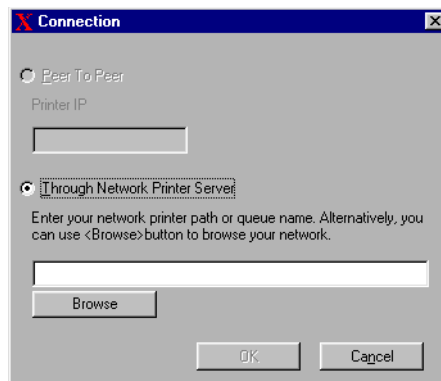 Connection
Peer To Peer
Printer IP
Through Network Printer Server
Enter your network printer path or queue name. Alternatively, you
can use <Browse>button to browse your network.
Browse
OK
Cancel